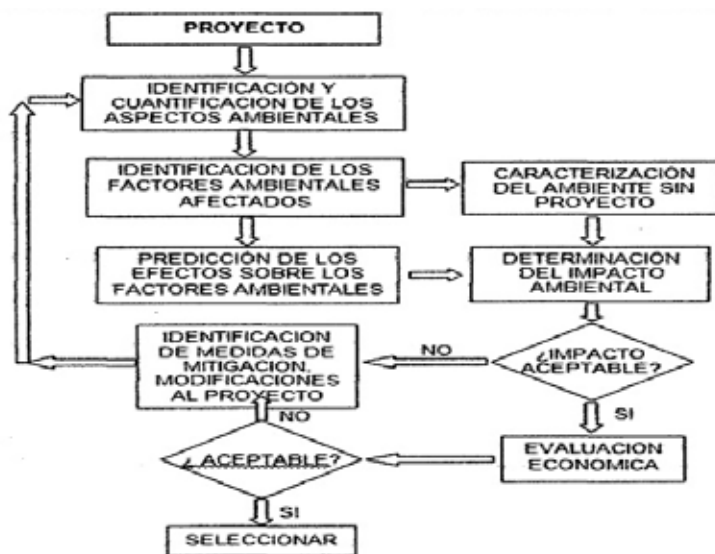 PROYECTO
IDENTIFICACIÓN Y
CUANTIFICACION DE LOS
ASPECTOS AMBIENTALES
IDENTIFICACION DE LOS
FACTORES AMBIENTALES
AFECTADOS
CARACTERIZACIÓN
DEL AMBIENTE SIN
PROYECTO
PREDICCIÓN DE LOS
EFECTOS SOBRE LOS
FACTORES AMBIENTALES
DETERMINACIÓN
DEL IMPACTO
AMBIENTAL
IDENTIFICACION
DE MEDIDAS DE
MITIGACION,
MODIFICACIONES
AL PROYECTO
NO
¿IMPACTO
ACEPTABLE?
SI
EVALUACION
ECONOMICA
NO
¿ ACEPTABLE?
SI
SELECCIONAR